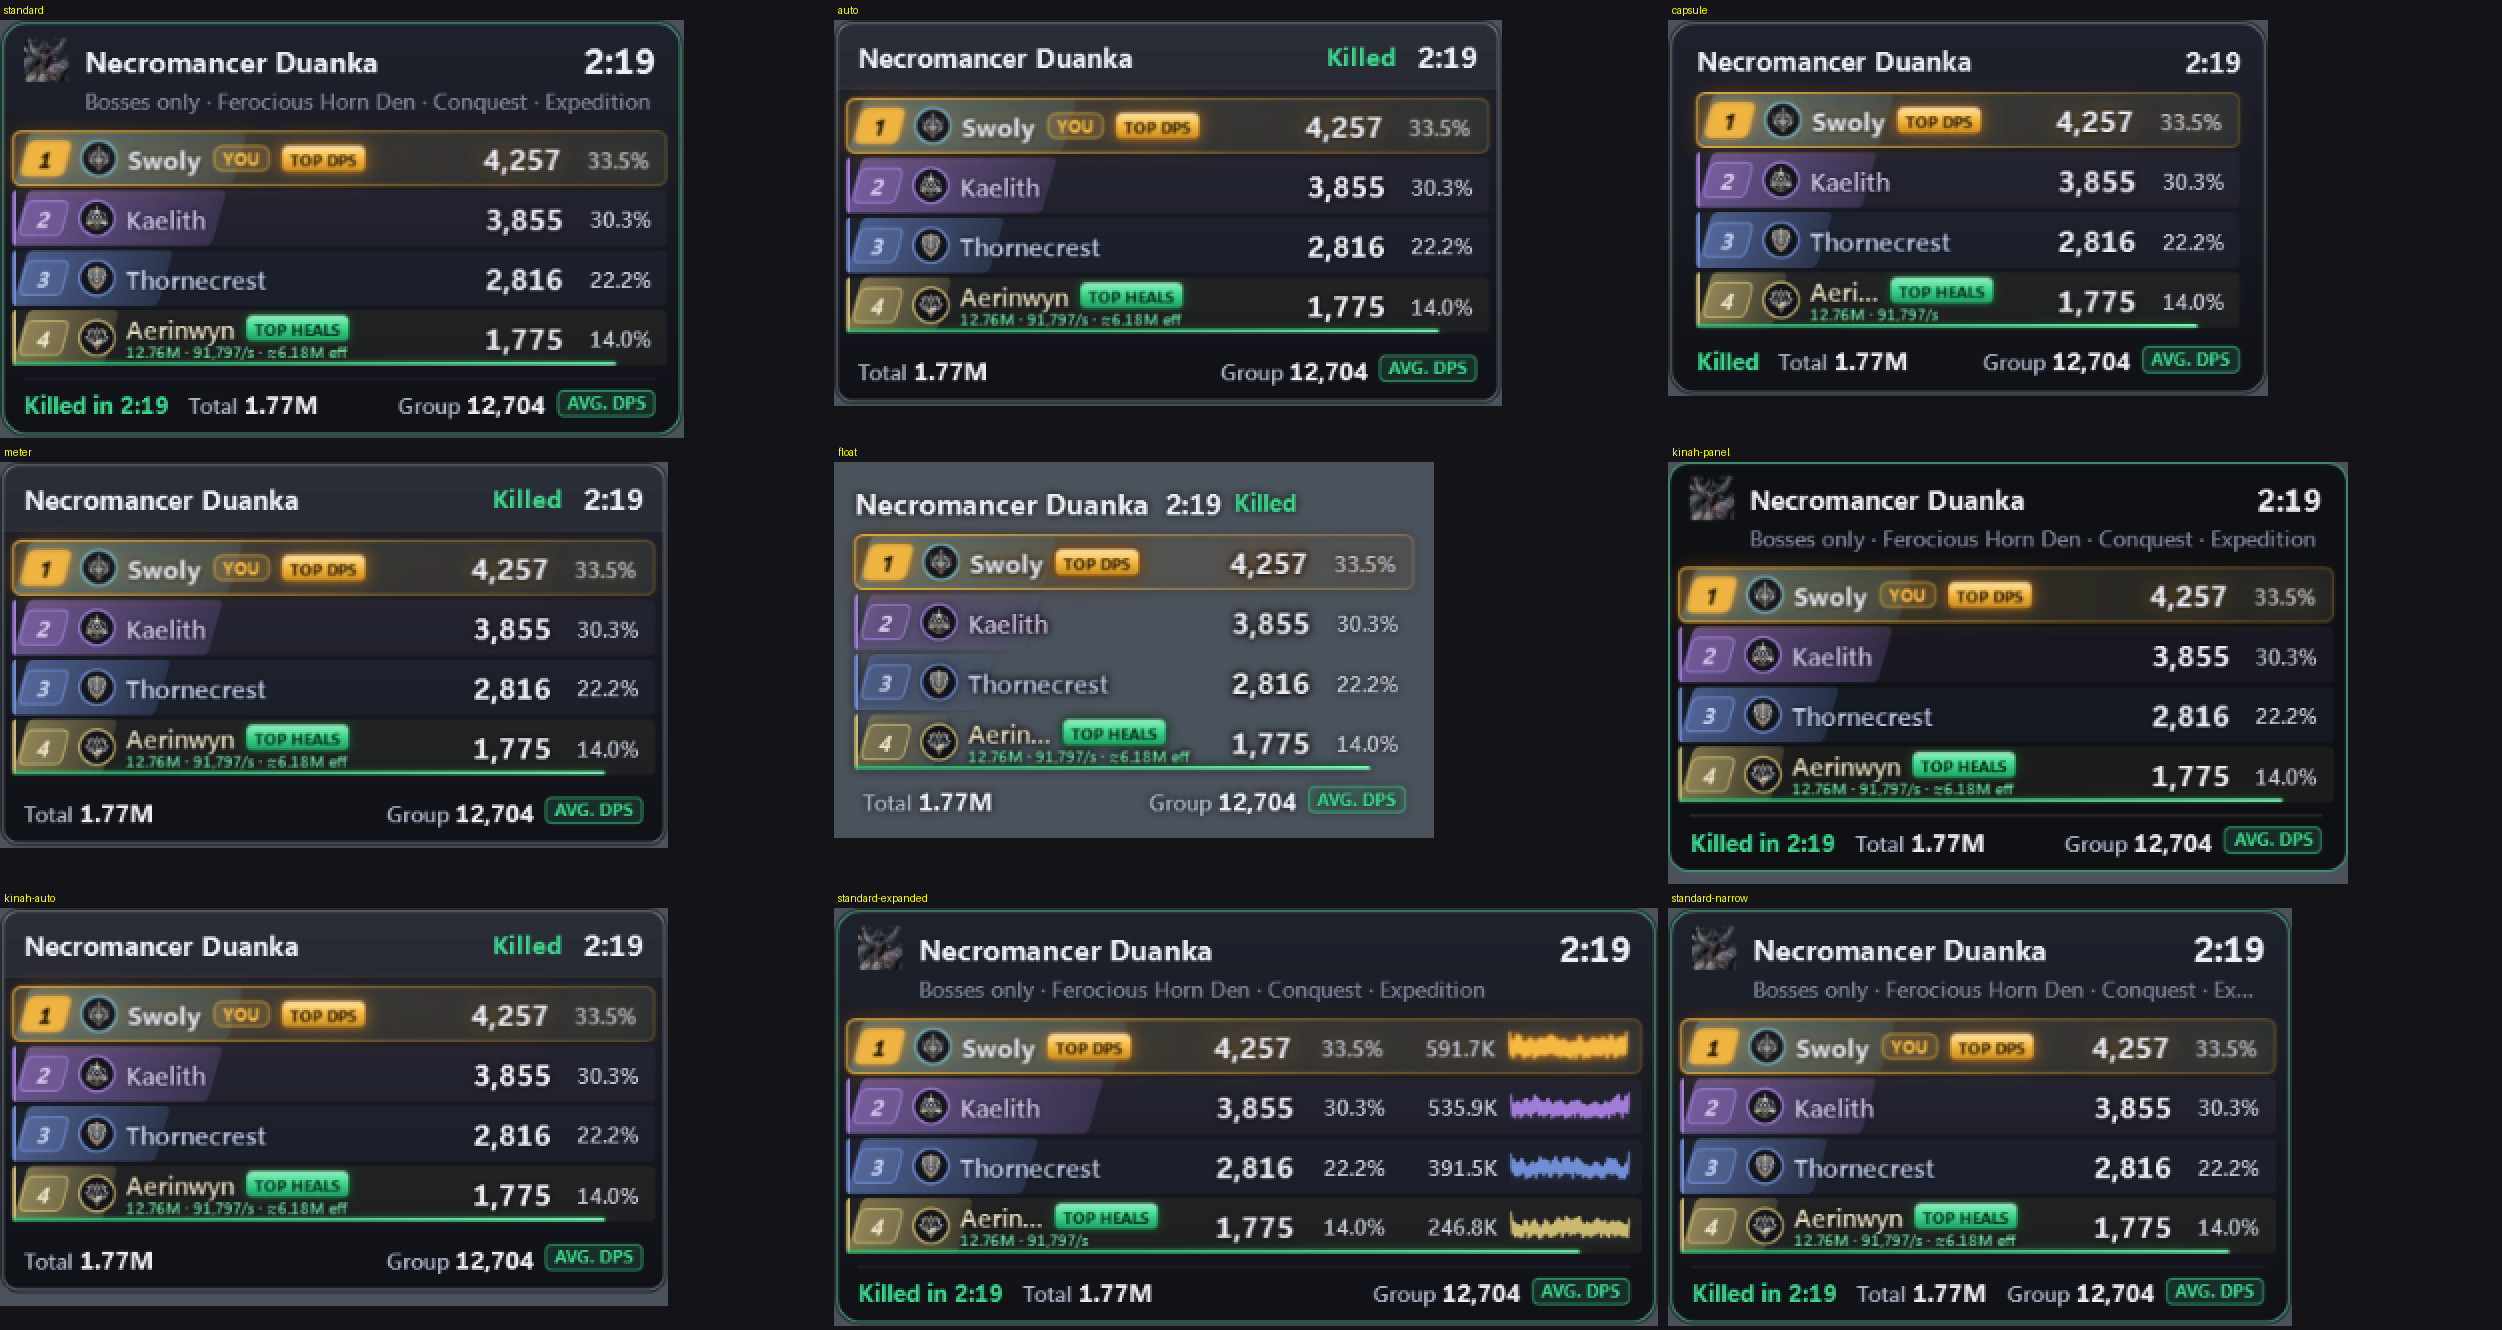 standard
Necromancer Duanka 2:19
Bosses only · Ferocious Horn Den · Conquest · Expedition
1 Swoly YOU TOP DPS 4,257 33.5%
2 Kaelith 3,855 30.3%
3 Thornecrest 2,816 22.2%
4 Aerinwyn TOP HEALS 1,775 14.0%
12.76M · 91,797/s · ≈6.18M eff
Killed in 2:19 Total 1.77M Group 12,704 AVG. DPS
auto
Necromancer Duanka Killed 2:19
1 Swoly YOU TOP DPS 4,257 33.5%
2 Kaelith 3,855 30.3%
3 Thornecrest 2,816 22.2%
4 Aerinwyn TOP HEALS 1,775 14.0%
12.76M · 91,797/s · ≈6.18M eff
Total 1.77M Group 12,704 AVG. DPS
capsule
Necromancer Duanka 2:19
1 Swoly TOP DPS 4,257 33.5%
2 Kaelith 3,855 30.3%
3 Thornecrest 2,816 22.2%
4 Aeri... TOP HEALS 1,775 14.0%
12.76M · 91,797/s
Killed Total 1.77M Group 12,704 AVG. DPS
meter
Necromancer Duanka Killed 2:19
1 Swoly YOU TOP DPS 4,257 33.5%
2 Kaelith 3,855 30.3%
3 Thornecrest 2,816 22.2%
4 Aerinwyn TOP HEALS 1,775 14.0%
12.76M · 91,797/s · ≈6.18M eff
Total 1.77M Group 12,704 AVG. DPS
float
Necromancer Duanka 2:19 Killed
1 Swoly TOP DPS 4,257 33.5%
2 Kaelith 3,855 30.3%
3 Thornecrest 2,816 22.2%
4 Aerin... TOP HEALS 1,775 14.0%
12.76M · 91,797/s · ≈6.18M eff
Total 1.77M Group 12,704 AVG. DPS
kinah-panel
Necromancer Duanka 2:19
Bosses only · Ferocious Horn Den · Conquest · Expedition
1 Swoly YOU TOP DPS 4,257 33.5%
2 Kaelith 3,855 30.3%
3 Thornecrest 2,816 22.2%
4 Aerinwyn TOP HEALS 1,775 14.0%
12.76M · 91,797/s · ≈6.18M eff
Killed in 2:19 Total 1.77M Group 12,704 AVG. DPS
kinah-auto
Necromancer Duanka Killed 2:19
1 Swoly YOU TOP DPS 4,257 33.5%
2 Kaelith 3,855 30.3%
3 Thornecrest 2,816 22.2%
4 Aerinwyn TOP HEALS 1,775 14.0%
12.76M · 91,797/s · ≈6.18M eff
Total 1.77M Group 12,704 AVG. DPS
standard-expanded
Necromancer Duanka 2:19
Bosses only · Ferocious Horn Den · Conquest · Expedition
1 Swoly TOP DPS 4,257 33.5% 591.7K
2 Kaelith 3,855 30.3% 535.9K
3 Thornecrest 2,816 22.2% 391.5K
4 Aerin... TOP HEALS 1,775 14.0% 246.8K
12.76M · 91,797/s
Killed in 2:19 Total 1.77M Group 12,704 AVG. DPS
standard-narrow
Necromancer Duanka 2:19
Bosses only · Ferocious Horn Den · Conquest · Ex...
1 Swoly YOU TOP DPS 4,257 33.5%
2 Kaelith 3,855 30.3%
3 Thornecrest 2,816 22.2%
4 Aerinwyn TOP HEALS 1,775 14.0%
12.76M · 91,797/s · ≈6.18M eff
Killed in 2:19 Total 1.77M Group 12,704 AVG. DPS